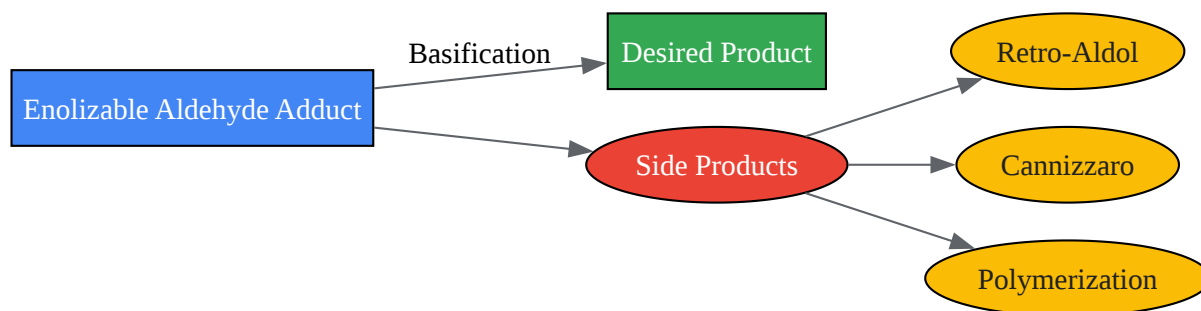 Enolizable Aldehyde Adduct
Basification
Desired Product
Side Products
Retro-Aldol
Cannizzaro
Polymerization